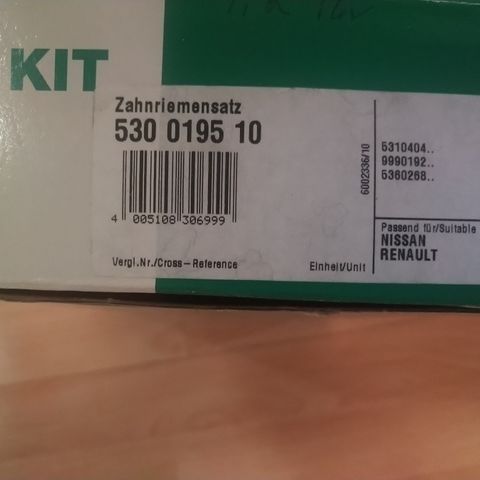 KIT
Zahnriemensatz
530 0195 10
4 005108 306999
Vergl.Nr./Cross-Reference
Einheit/Unit
6002336/10
5310404..
9990192..
5360268..
Passend für/Suitable
NISSAN
RENAULT